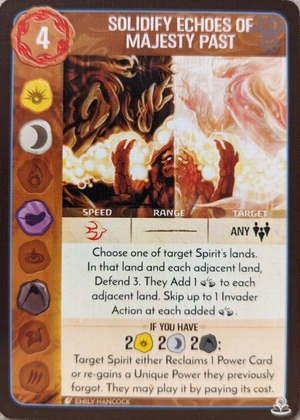 4
SOLIDIFY ECHOES OF
MAJESTY PAST
SPEED RANGE TARGET
ANY
Choose one of target Spirit's lands.
In that land and each adjacent land,
Defend 3. They Add 1 to each
adjacent land. Skip up to 1 Invader
Action at each added .
IF YOU HAVE
2 2 2 :
Target Spirit either Reclaims 1 Power Card
or re-gains a Unique Power they previously
forgot. They may play it by paying its cost.
EMILY HANCOCK